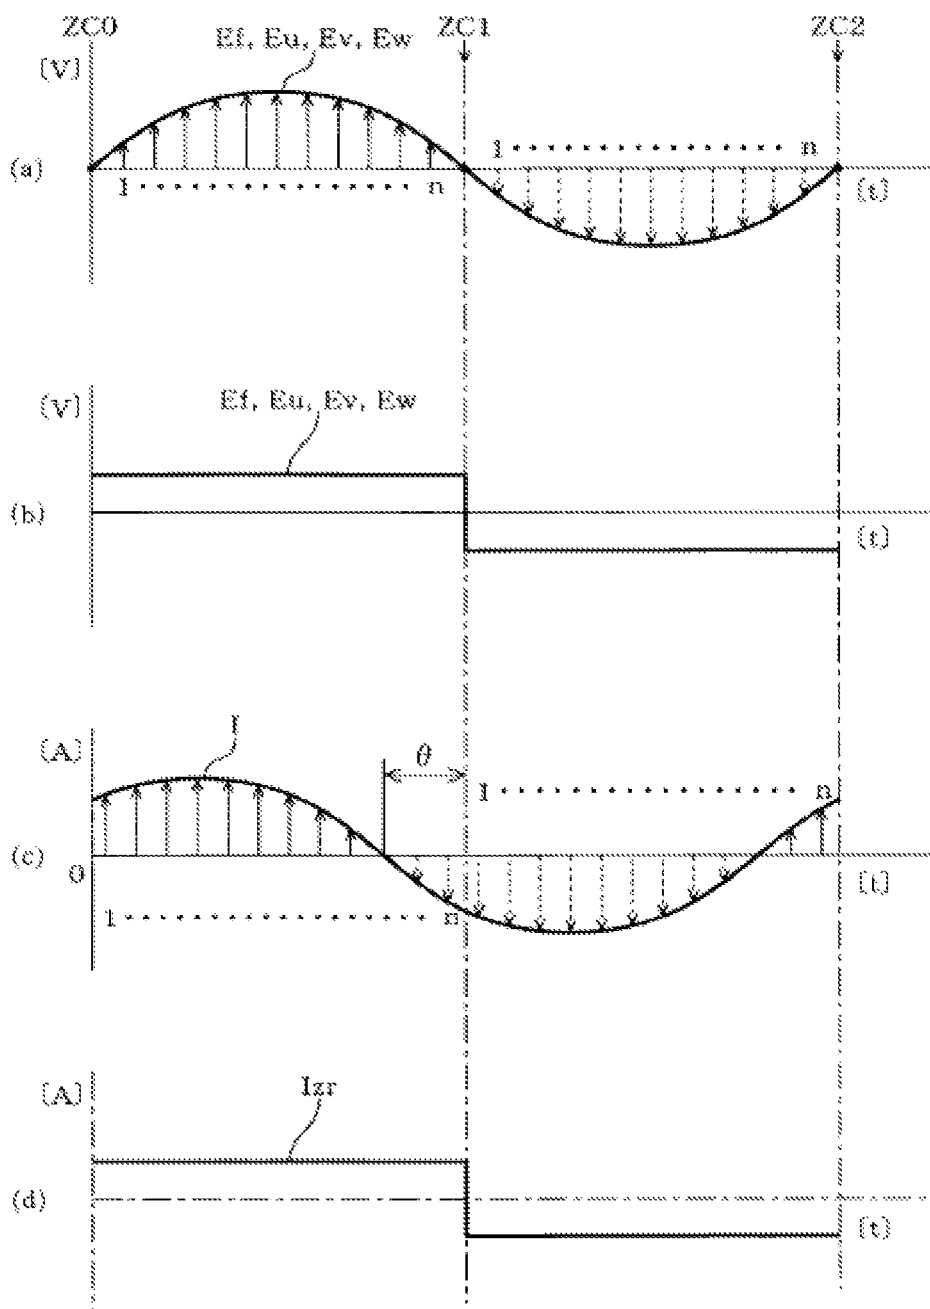 ZC0 ZC1 ZC2
[V] Ef, Eu, Ev, Ew
1 n
(a) [t]
1 n
[V] Ef, Eu, Ev, Ew
(b) [t]
[A] I θ
1 n
(c) [t]
0
1 n
[A] Izr
(d) [t]